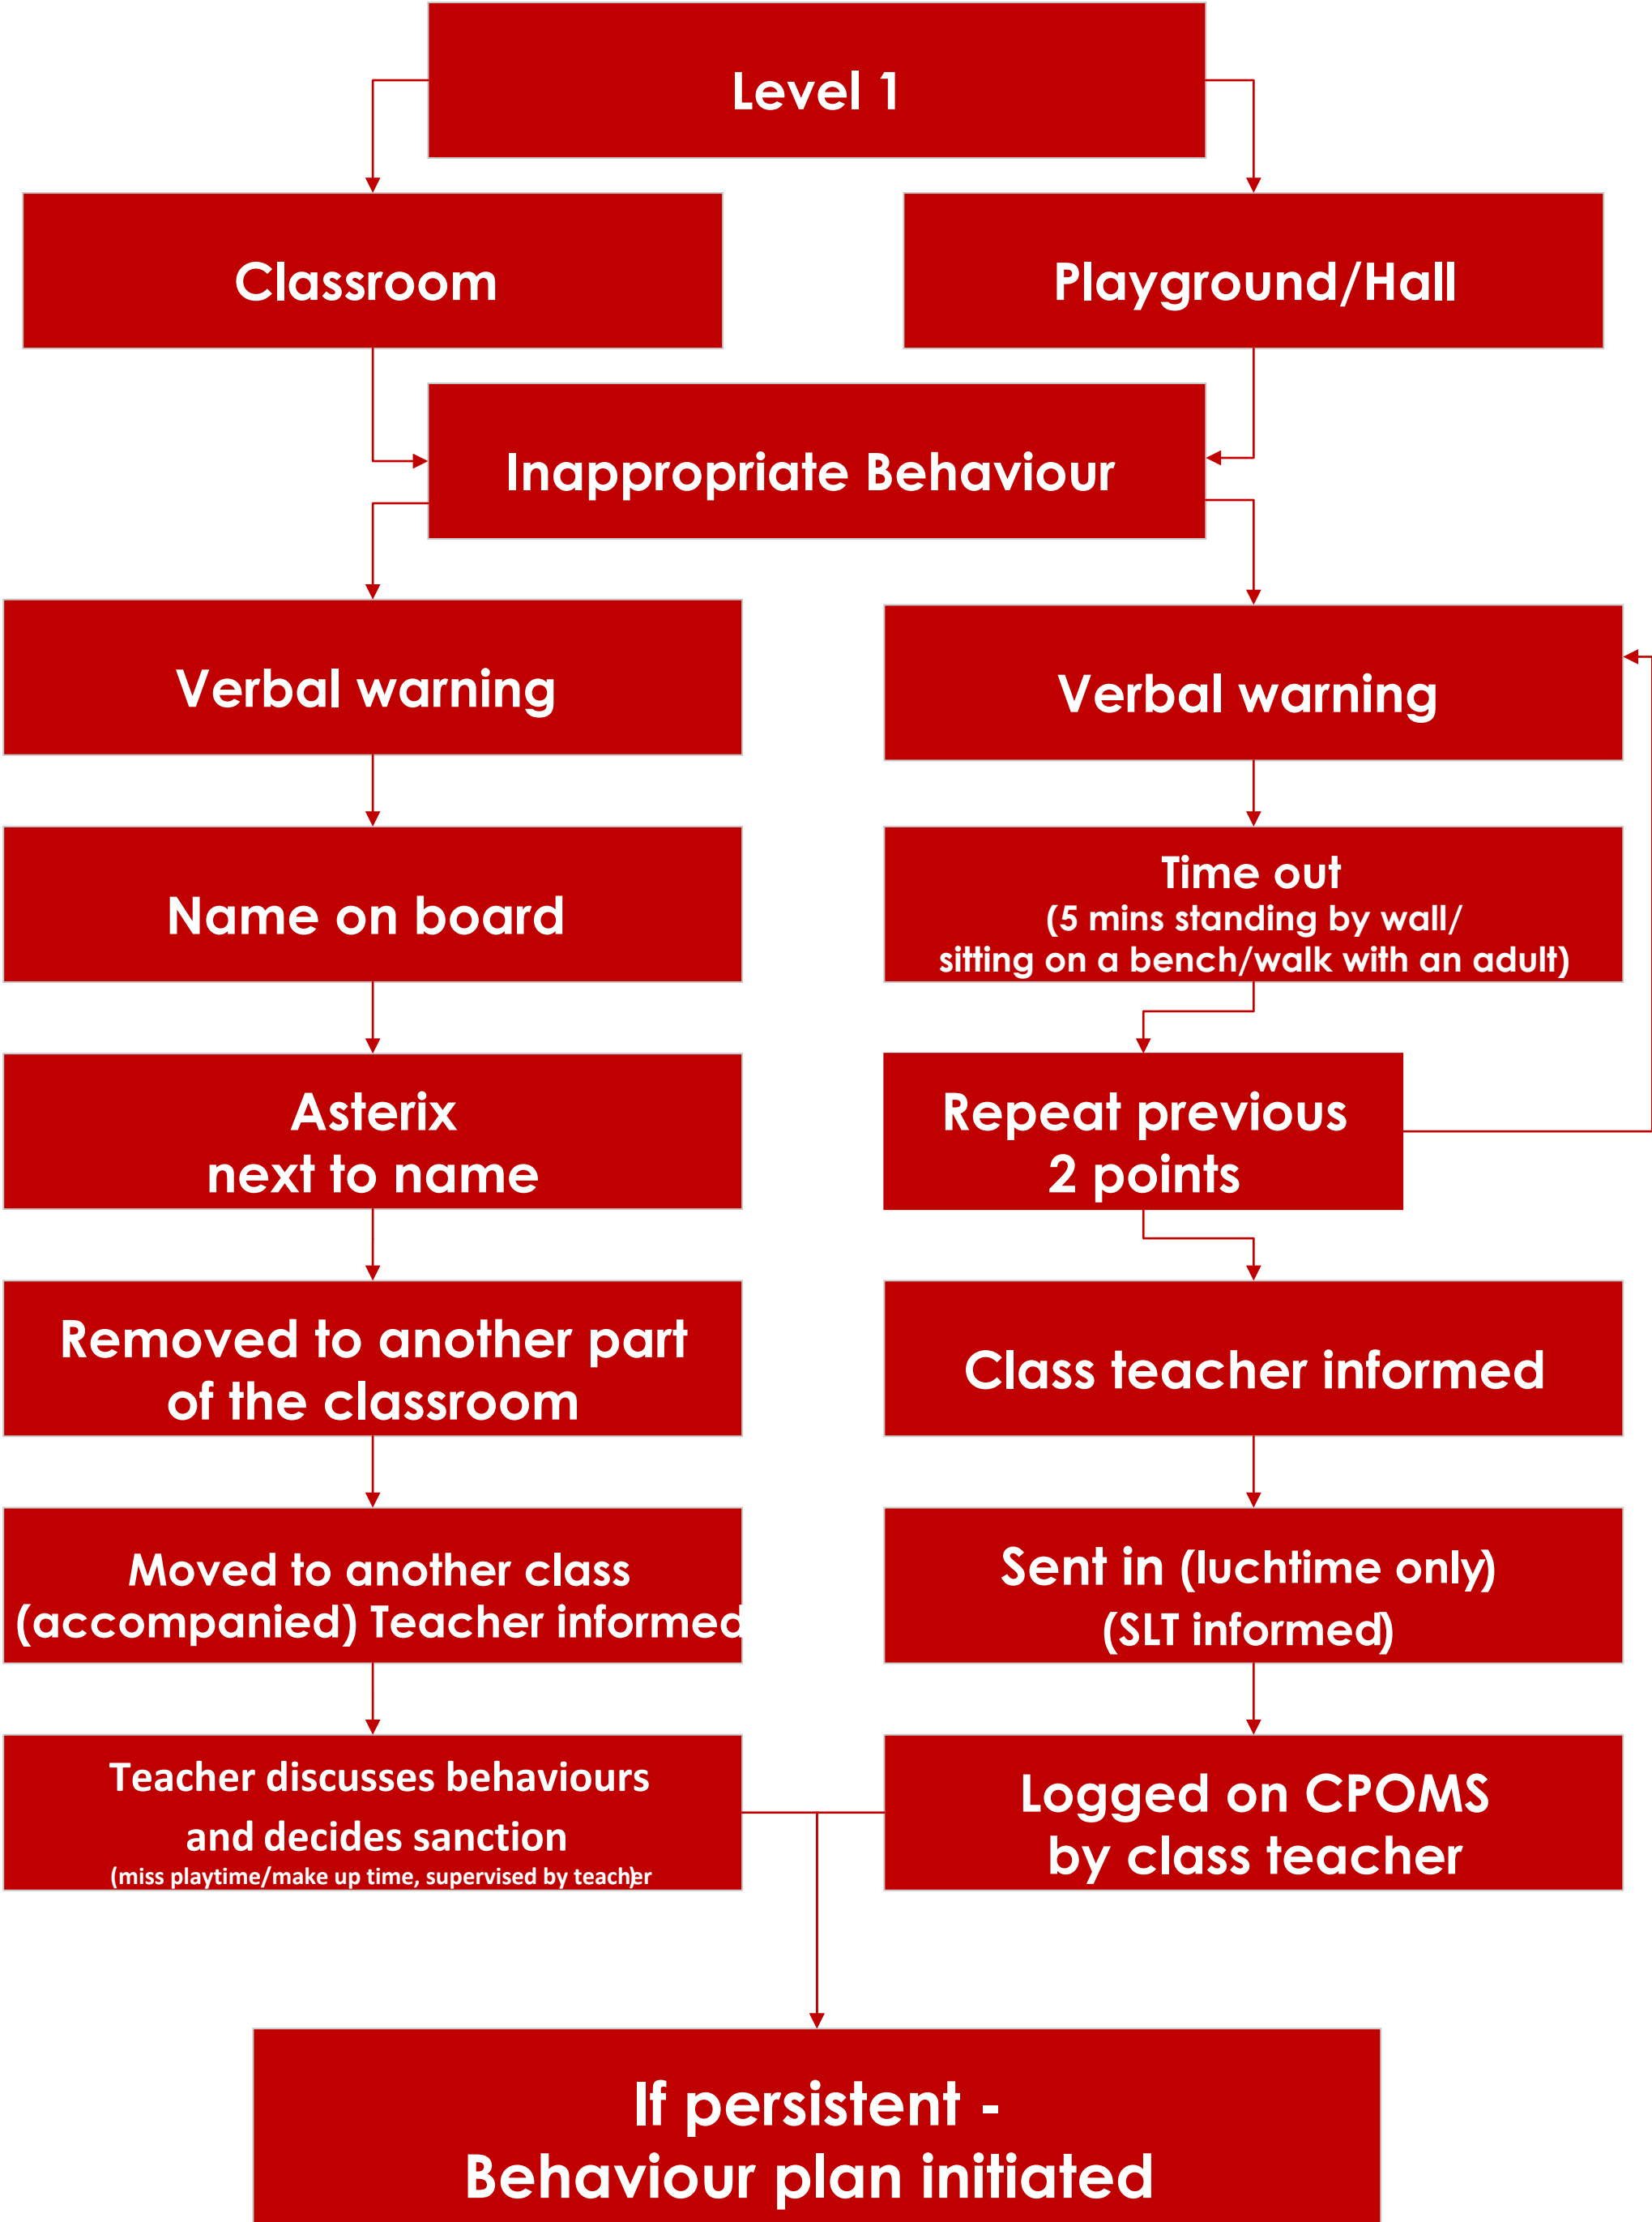 Level 1
Classroom
Playground/Hall
Inappropriate Behaviour
Verbal warning
Verbal warning
Name on board
Time out
(5 mins standing by wall/
sitting on a bench/walk with an adult)
Asterix
next to name
Repeat previous
2 points
Removed to another part
of the classroom
Class teacher informed
Moved to another class
(accompanied) Teacher informed
Sent in (luchtime only)
(SLT informed)
Teacher discusses behaviours
and decides sanction
(miss playtime/make up time, supervised by teacher)
Logged on CPOMS
by class teacher
If persistent -
Behaviour plan initiated